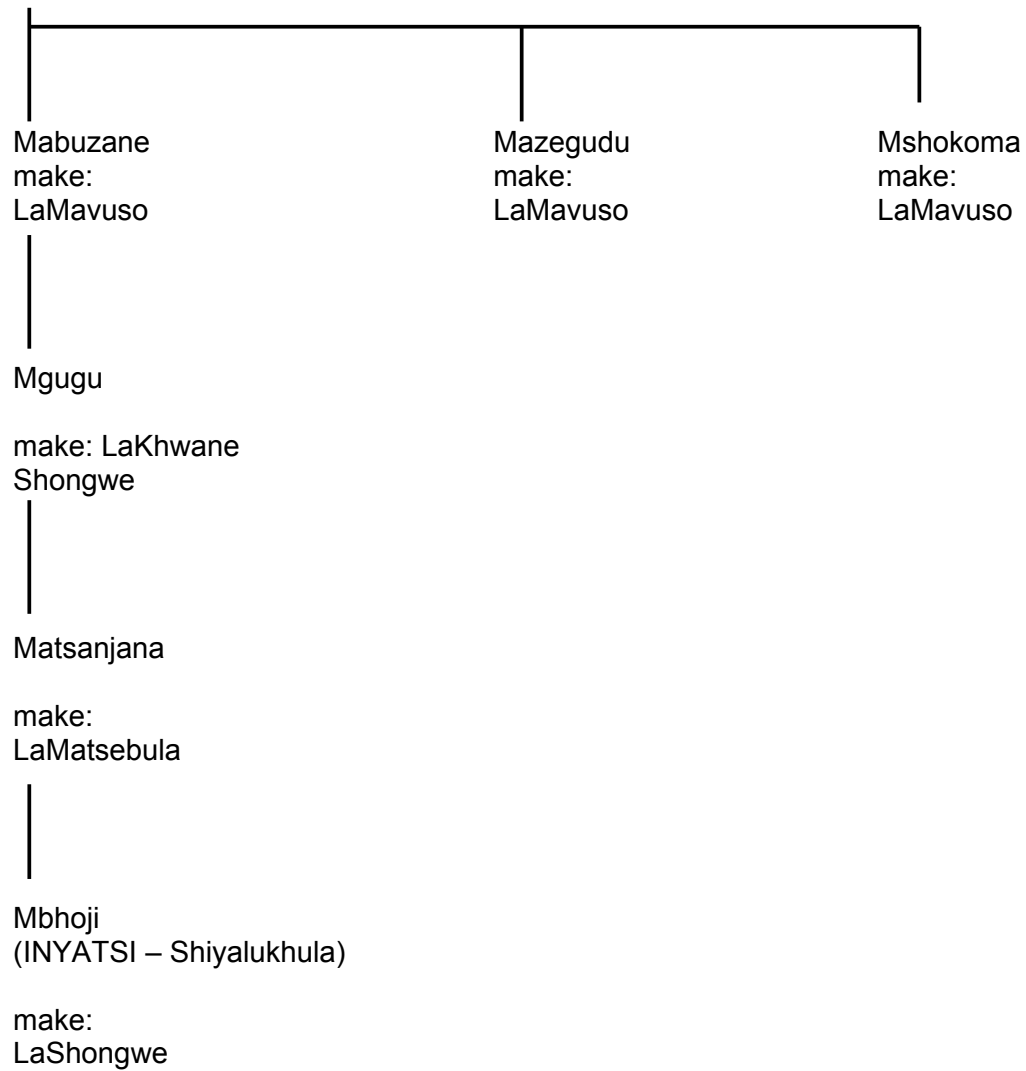 Mabuzane
make:
LaMavuso
Mazegudu
make:
LaMavuso
Mshokoma
make:
LaMavuso
Mgugu
make: LaKhwane
Shongwe
Matsanjana
make:
LaMatsebula
Mbhoji
(INYATSI – Shiyalukhula)
make:
LaShongwe